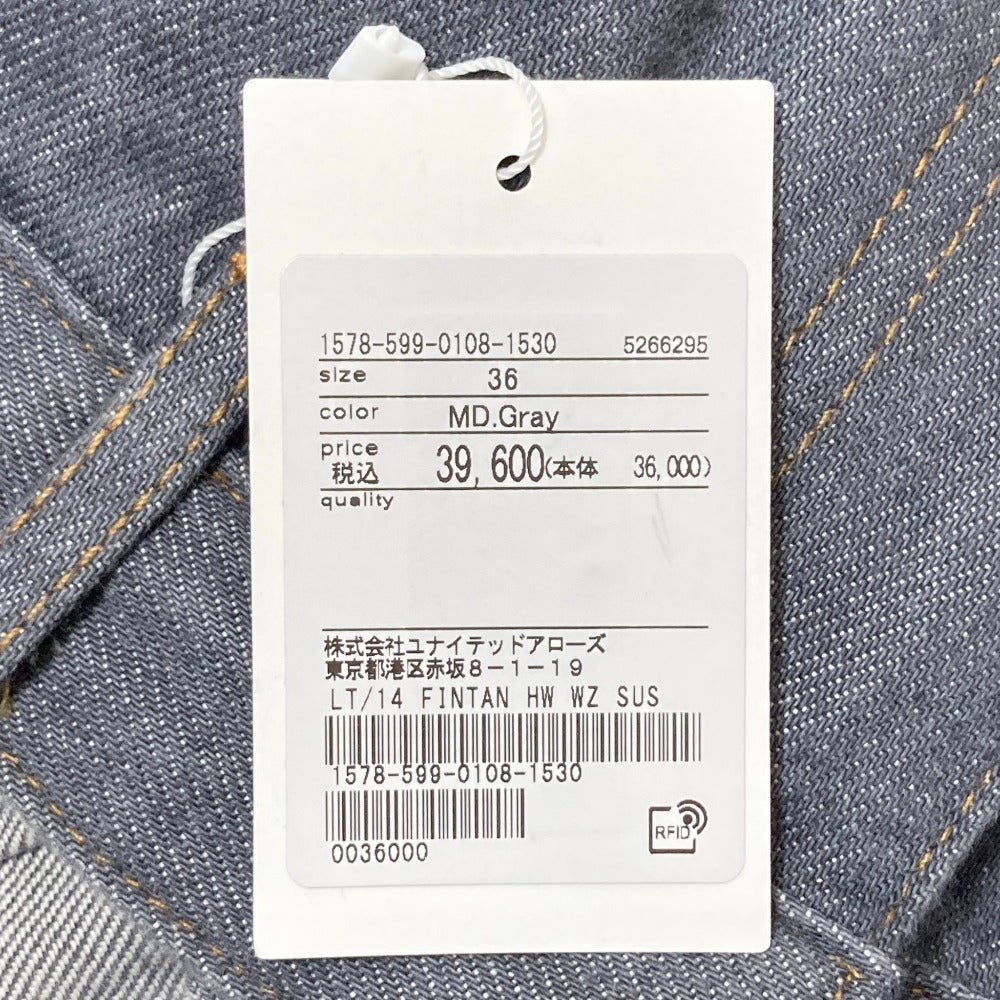 1578-599-0108-1530 5266295
size 36
color MD.Gray
price
税込 39,600(本体 36,000)
quality
株式会社ユナイテッドアローズ
東京都港区赤坂8-1-19
LT/14 FINTAN HW WZ SUS
1578-599-0108-1530
0036000
RFID